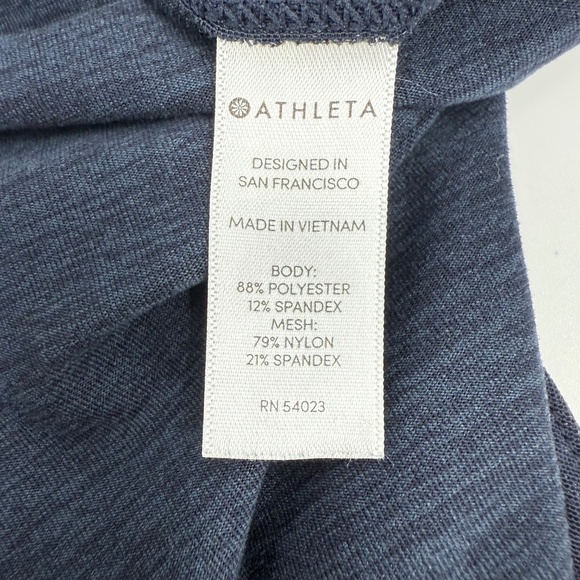 ATHLETA
DESIGNED IN
SAN FRANCISCO
MADE IN VIETNAM
BODY:
88% POLYESTER
12% SPANDEX
MESH:
79% NYLON
21% SPANDEX
RN 54023